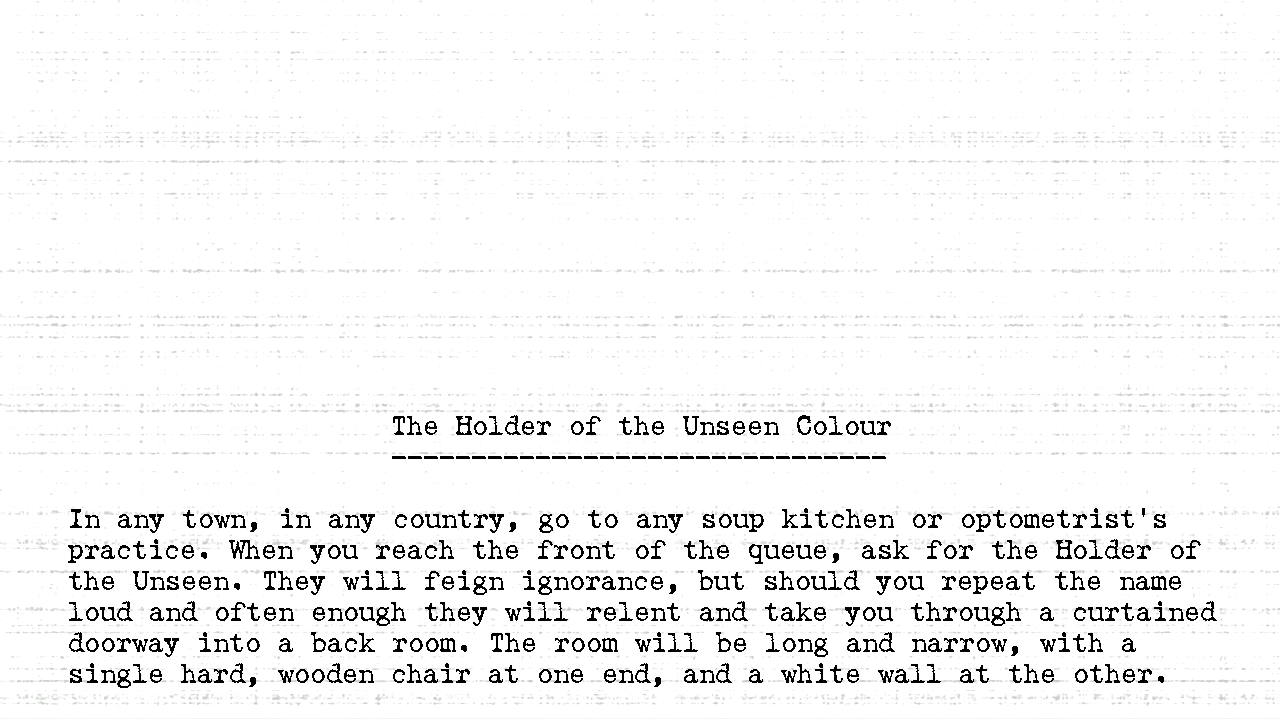 The Holder of the Unseen Colour
In any town, in any country, go to any soup kitchen or optometrist's
practice. When you reach the front of the queue, ask for the Holder of
the Unseen. They will feign ignorance, but should you repeat the name
loud and often enough they will relent and take you through a curtained
doorway into a back room. The room will be long and narrow, with a
single hard, wooden chair at one end, and a white wall at the other.